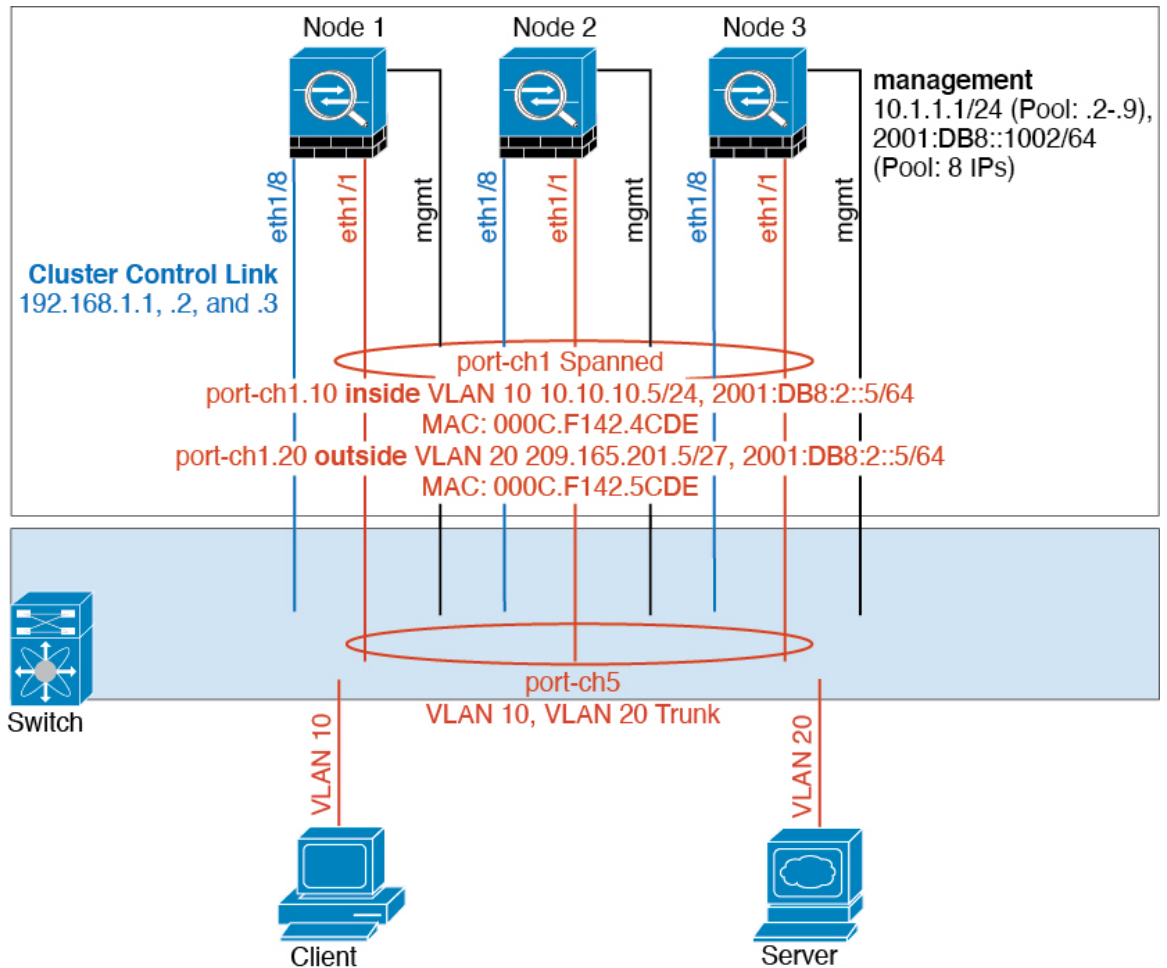 Node 1
Node 2
Node 3
management
10.1.1.1/24 (Pool: .2-.9),
2001:DB8::1002/64
(Pool: 8 IPs)
eth1/8
eth1/1
mgmt
eth1/8
eth1/1
mgmt
eth1/8
eth1/1
mgmt
Cluster Control Link
192.168.1.1, .2, and .3
port-ch1 Spanned
port-ch1.10 inside VLAN 10 10.10.10.5/24, 2001:DB8:2::5/64
MAC: 000C.F142.4CDE
port-ch1.20 outside VLAN 20 209.165.201.5/27, 2001:DB8:2::5/64
MAC: 000C.F142.5CDE
port-ch5
VLAN 10, VLAN 20 Trunk
Switch
VLAN 10
VLAN 20
Client
Server